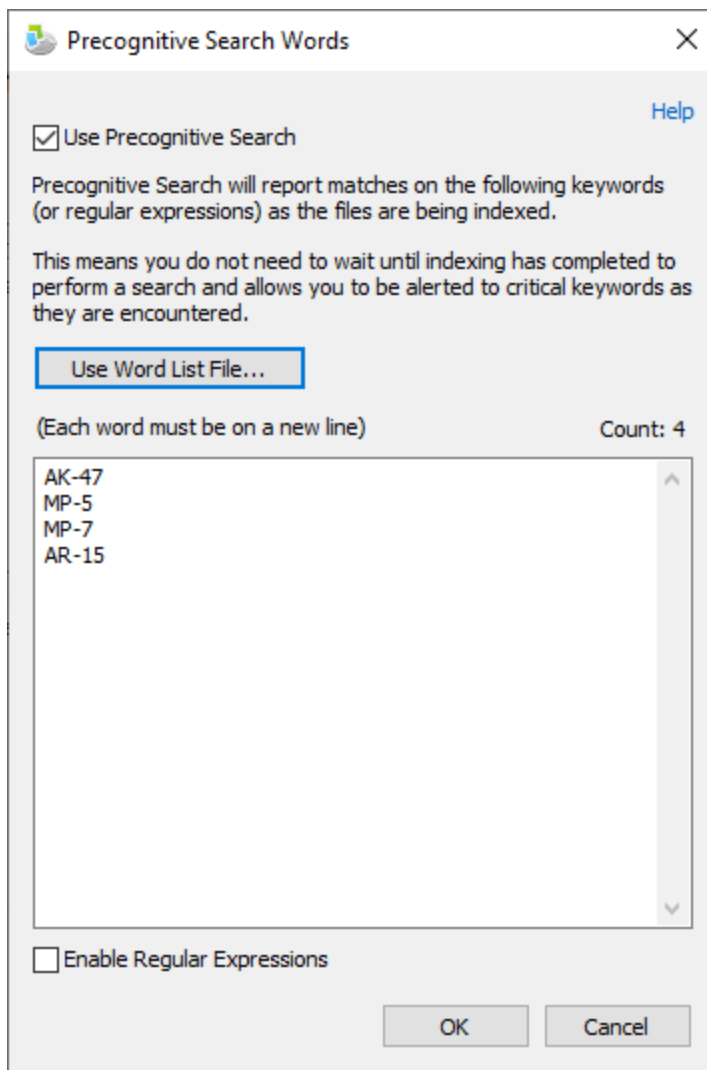 Precognitive Search Words
Help
Use Precognitive Search
Precognitive Search will report matches on the following keywords
(or regular expressions) as the files are being indexed.
This means you do not need to wait until indexing has completed to
perform a search and allows you to be alerted to critical keywords as
they are encountered.
Use Word List File...
(Each word must be on a new line) Count: 4
AK-47
MP-5
MP-7
AR-15
Enable Regular Expressions
OK Cancel